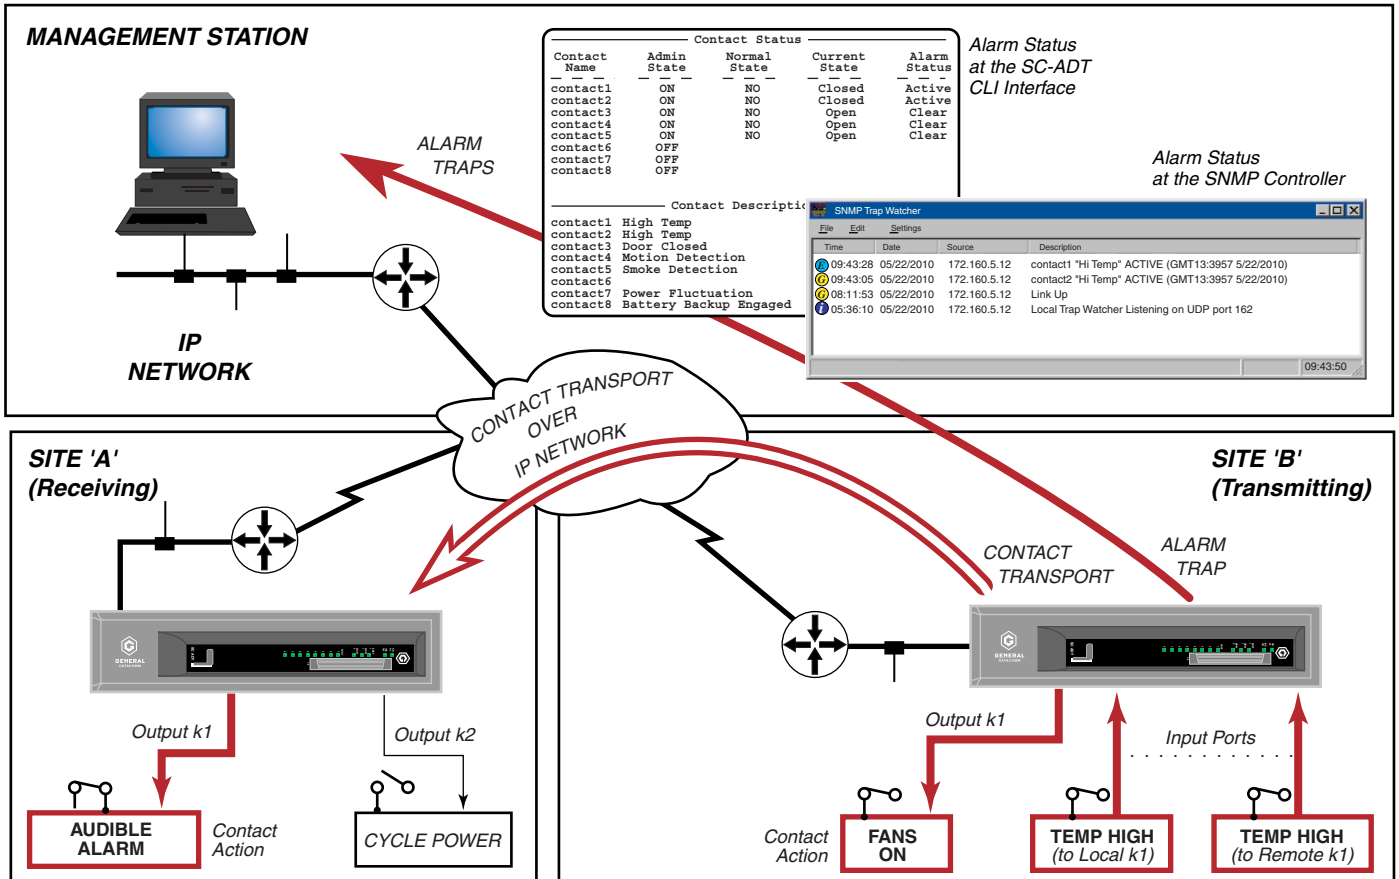 MANAGEMENT STATION
Contact Status
Contact Name Admin State Normal State Current State Alarm Status
contact1 ON NO Closed Active
contact2 ON NO Closed Active
contact3 ON NO Open Clear
contact4 ON NO Open Clear
contact5 ON NO Open Clear
contact6 OFF
contact7 OFF
contact8 OFF
Contact Descriptio
contact1 High Temp
contact2 High Temp
contact3 Door Closed
contact4 Motion Detection
contact5 Smoke Detection
contact6
contact7 Power Fluctuation
contact8 Battery Backup Engaged
Alarm Status
at the SC-ADT
CLI Interface
Alarm Status
at the SNMP Controller
SNMP Trap Watcher
File Edit Settings
Time Date Source Description
E 09:43:28 05/22/2010 172.160.5.12 contact1 "Hi Temp" ACTIVE (GMT13:3957 5/22/2010)
G 09:43:05 05/22/2010 172.160.5.12 contact2 "Hi Temp" ACTIVE (GMT13:3957 5/22/2010)
G 08:11:53 05/22/2010 172.160.5.12 Link Up
i 05:36:10 05/22/2010 172.160.5.12 Local Trap Watcher Listening on UDP port 162
09:43:50
ALARM
TRAPS
IP
NETWORK
CONTACT TRANSPORT
OVER
IP NETWORK
SITE 'A'
(Receiving)
SITE 'B'
(Transmitting)
CONTACT
TRANSPORT
ALARM
TRAP
GENERAL
DATACOMM
GENERAL
DATACOMM
Output k1
Output k2
AUDIBLE
ALARM
Contact
Action
CYCLE POWER
Output k1
Input Ports
Contact
Action
FANS
ON
TEMP HIGH
(to Local k1)
TEMP HIGH
(to Remote k1)